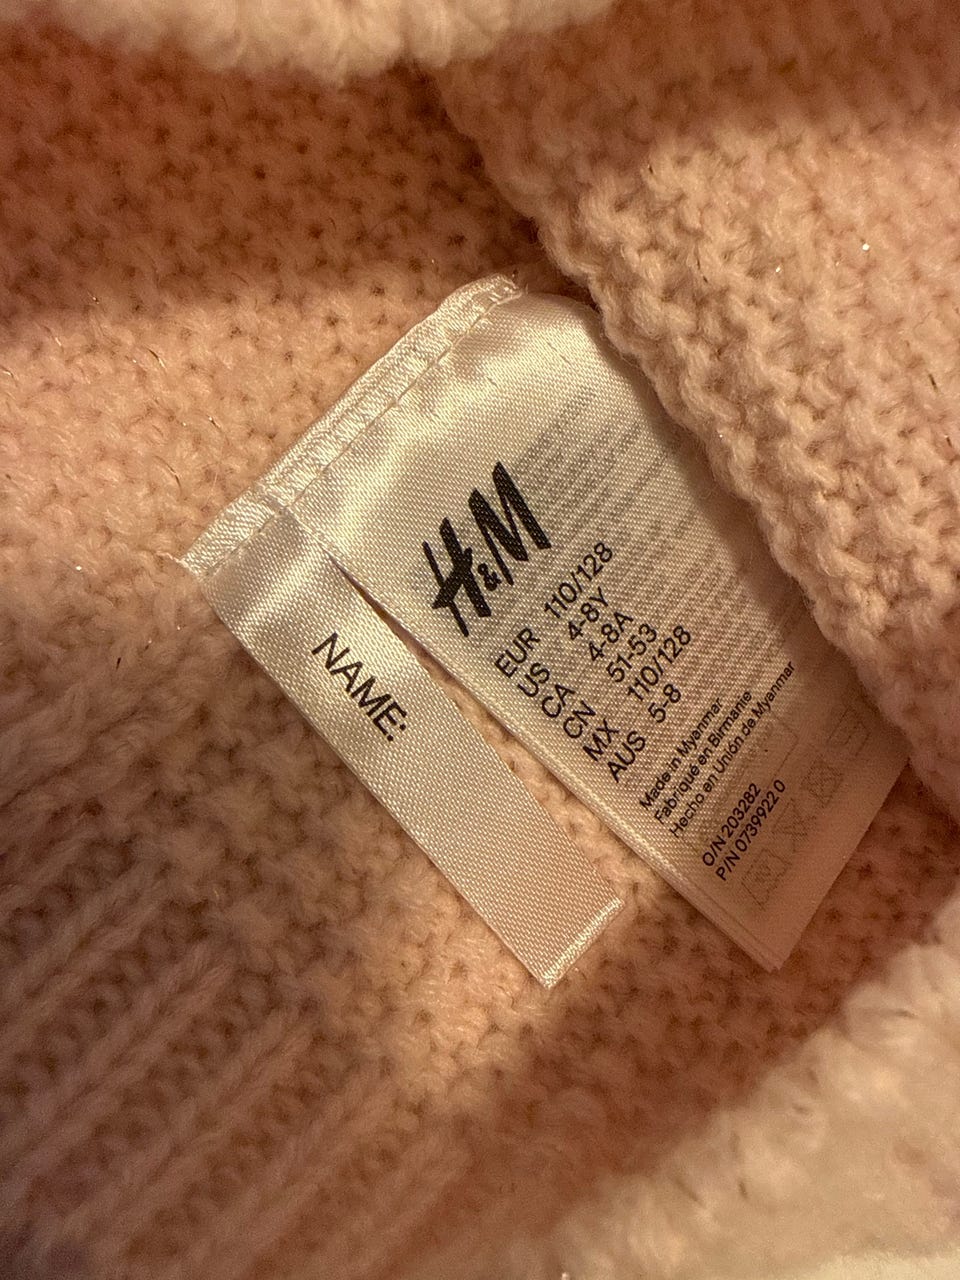 NAME:
H&M
EUR 110/128
US 4-8Y
CA 4-8A
CN 51-53
MX 110/128
AUS 5-8
Made in Myanmar
Fabriqué en Birmanie
Hecho en Unión de Myanmar
O/N 203282
P/N 0739922 0